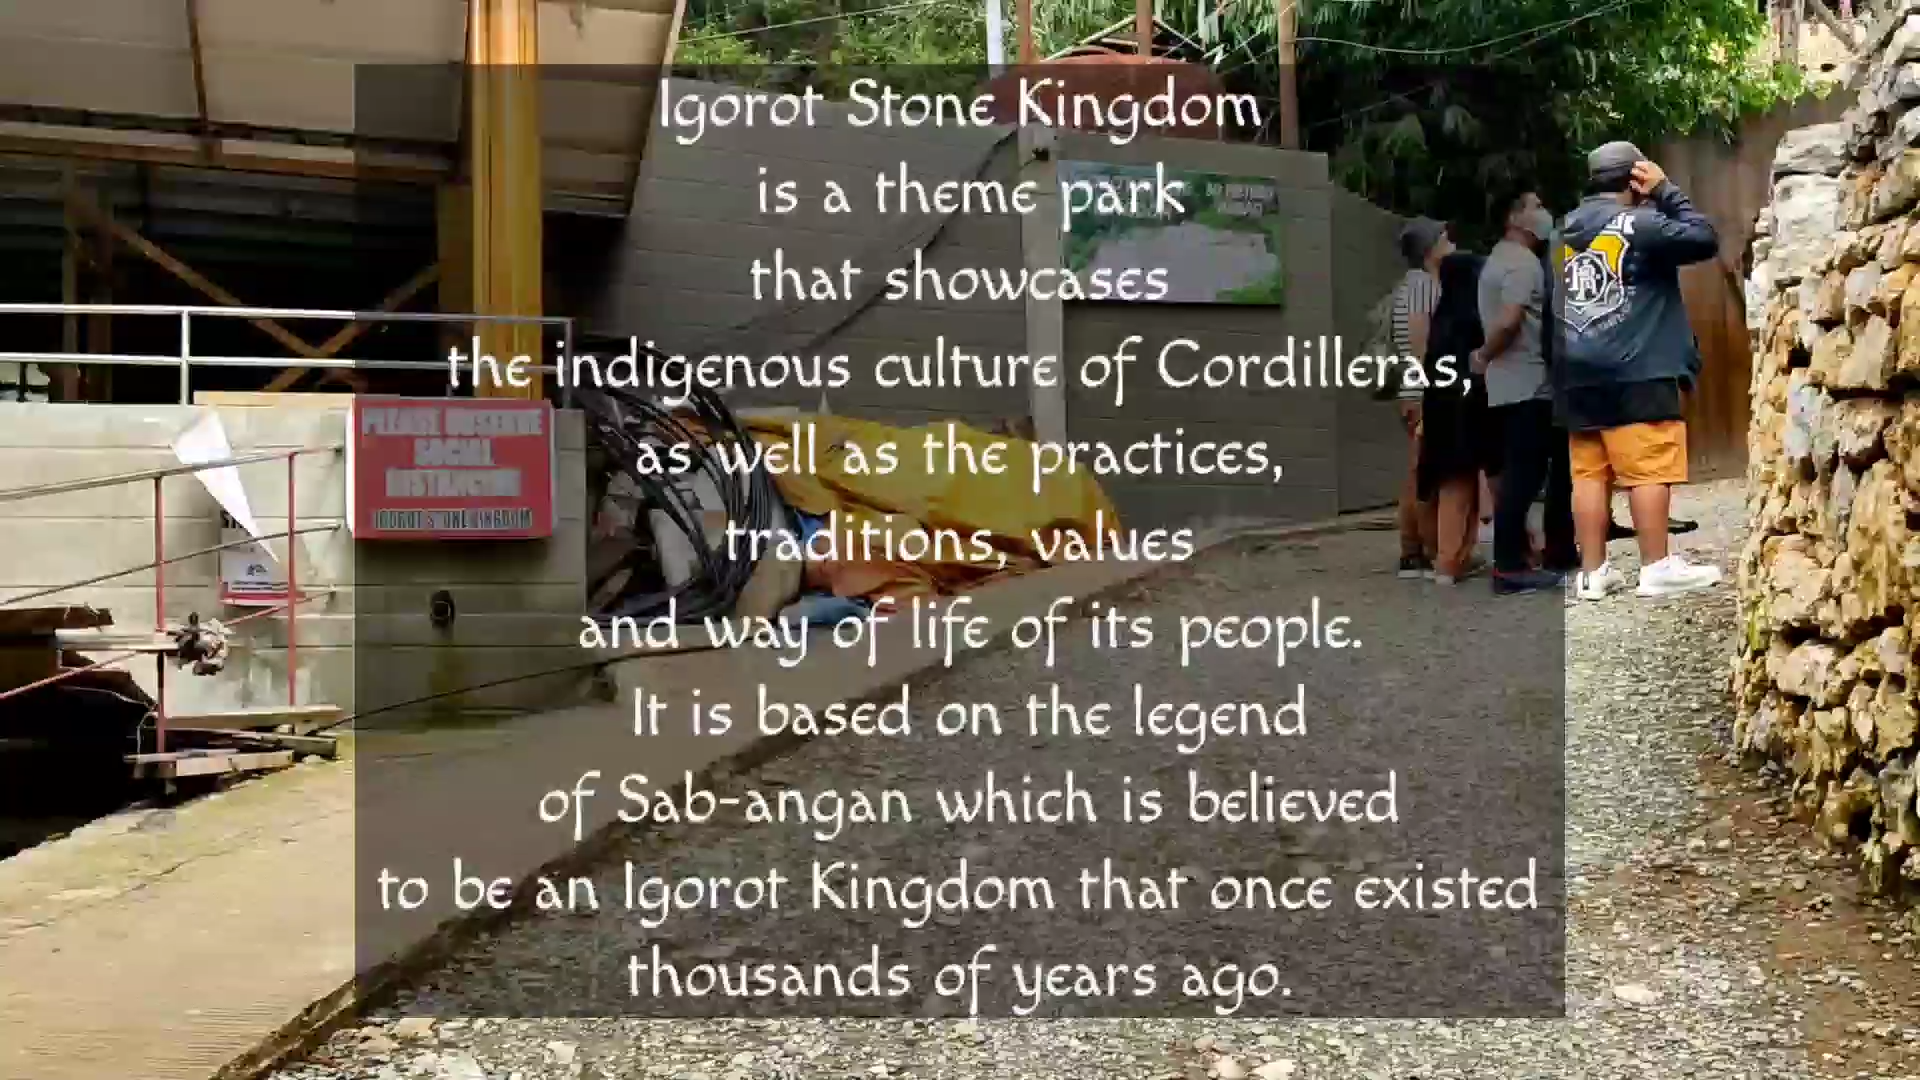 Igorot Stone Kingdom
is a theme park
that showcases
the indigenous culture of Cordilleras,
as well as the practices,
traditions, values
and way of life of its people.
It is based on the legend
of Sab-angan which is believed
to be an Igorot Kingdom that once existed
thousands of years ago.
PLEASE OBSERVE
SOCIAL
DISTANCING
IGOROT STONE KINGDOM